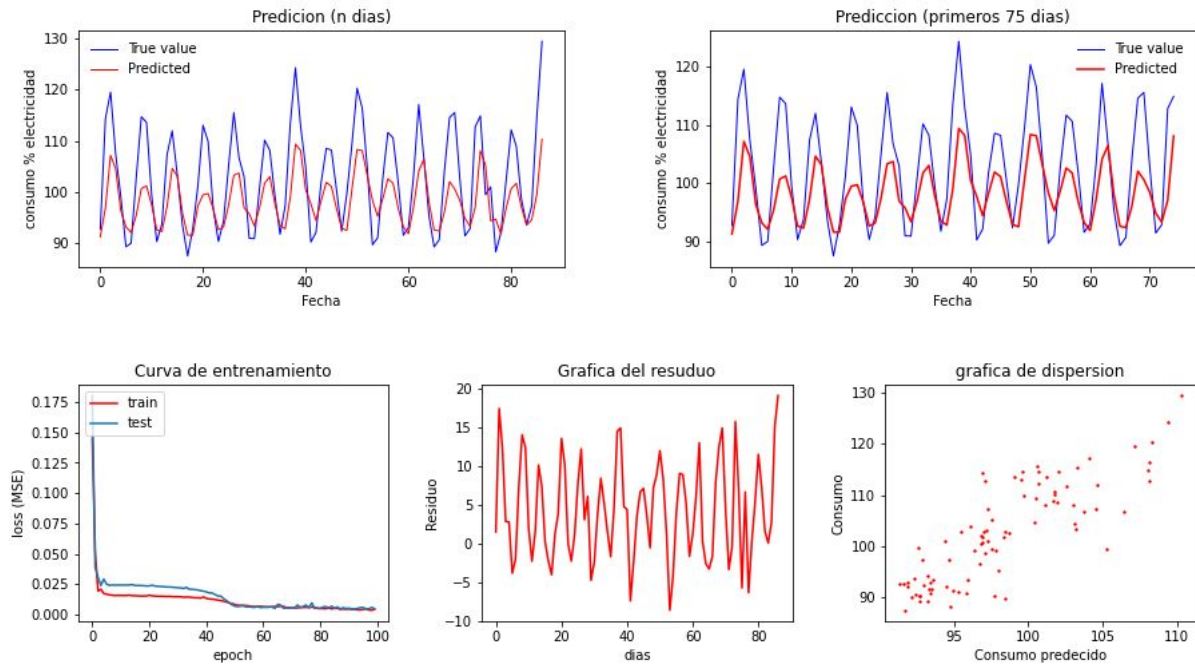 Predicion (n dias)
130
120
110
100
90
consumo % electricidad
True value
Predicted
0
20
40
60
80
Fecha
Prediccion (primeros 75 dias)
120
110
100
90
consumo % electricidad
True value
Predicted
0
10
20
30
40
50
60
70
Fecha
Curva de entrenamiento
0.175
0.150
0.125
0.100
0.075
0.050
0.025
0.000
loss (MSE)
train
test
0
20
40
60
80
100
epoch
Grafica del resuduo
20
15
10
5
0
-5
-10
Residuo
0
20
40
60
80
dias
grafica de dispersion
130
120
110
100
90
Consumo
95
100
105
110
Consumo predecido